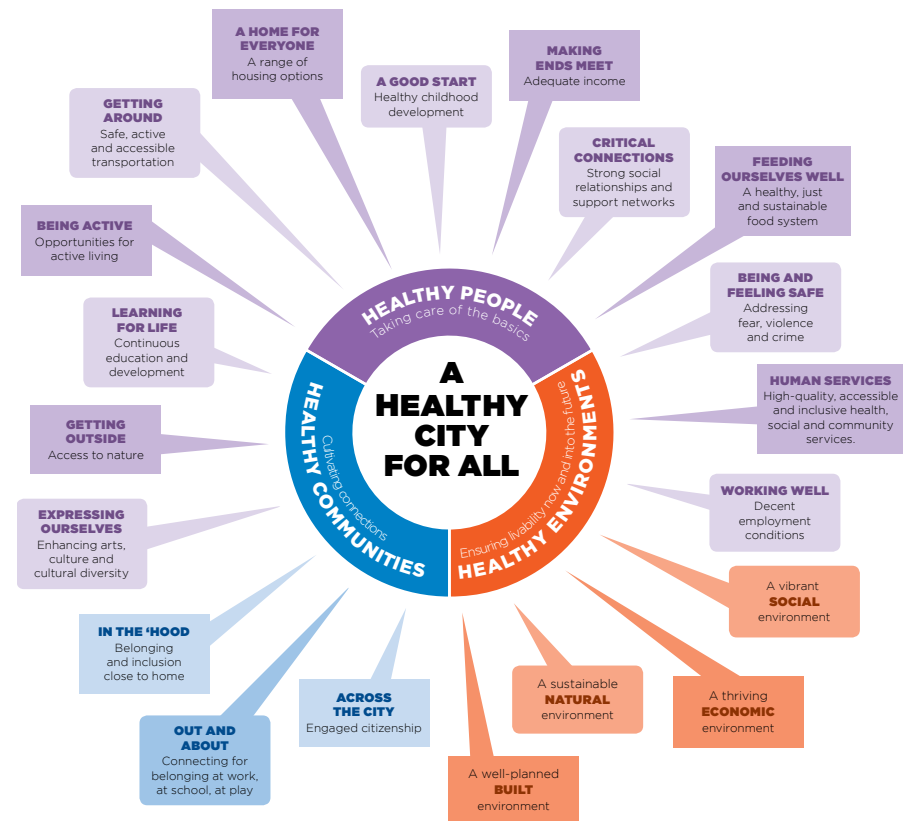 A
HEALTHY
CITY
FOR ALL
HEALTHY PEOPLE
Taking care of the basics
HEALTHY ENVIRONMENTS
Ensuring livability now and into the future
HEALTHY COMMUNITIES
Cultivating connections
A HOME FOR
EVERYONE
A range of
housing options
A GOOD START
Healthy childhood
development
MAKING
ENDS MEET
Adequate income
CRITICAL
CONNECTIONS
Strong social
relationships and
support networks
FEEDING
OURSELVES WELL
A healthy, just
and sustainable
food system
BEING AND
FEELING SAFE
Addressing
fear, violence
and crime
HUMAN SERVICES
High-quality, accessible
and inclusive health,
social and community
services.
WORKING WELL
Decent
employment
conditions
A vibrant
SOCIAL
environment
A thriving
ECONOMIC
environment
A sustainable
NATURAL
environment
A well-planned
BUILT
environment
ACROSS
THE CITY
Engaged citizenship
OUT AND
ABOUT
Connecting for
belonging at work,
at school, at play
IN THE ‘HOOD
Belonging
and inclusion
close to home
EXPRESSING
OURSELVES
Enhancing arts,
culture and
cultural diversity
GETTING
OUTSIDE
Access to nature
LEARNING
FOR LIFE
Continuous
education and
development
BEING ACTIVE
Opportunities for
active living
GETTING
AROUND
Safe, active
and accessible
transportation